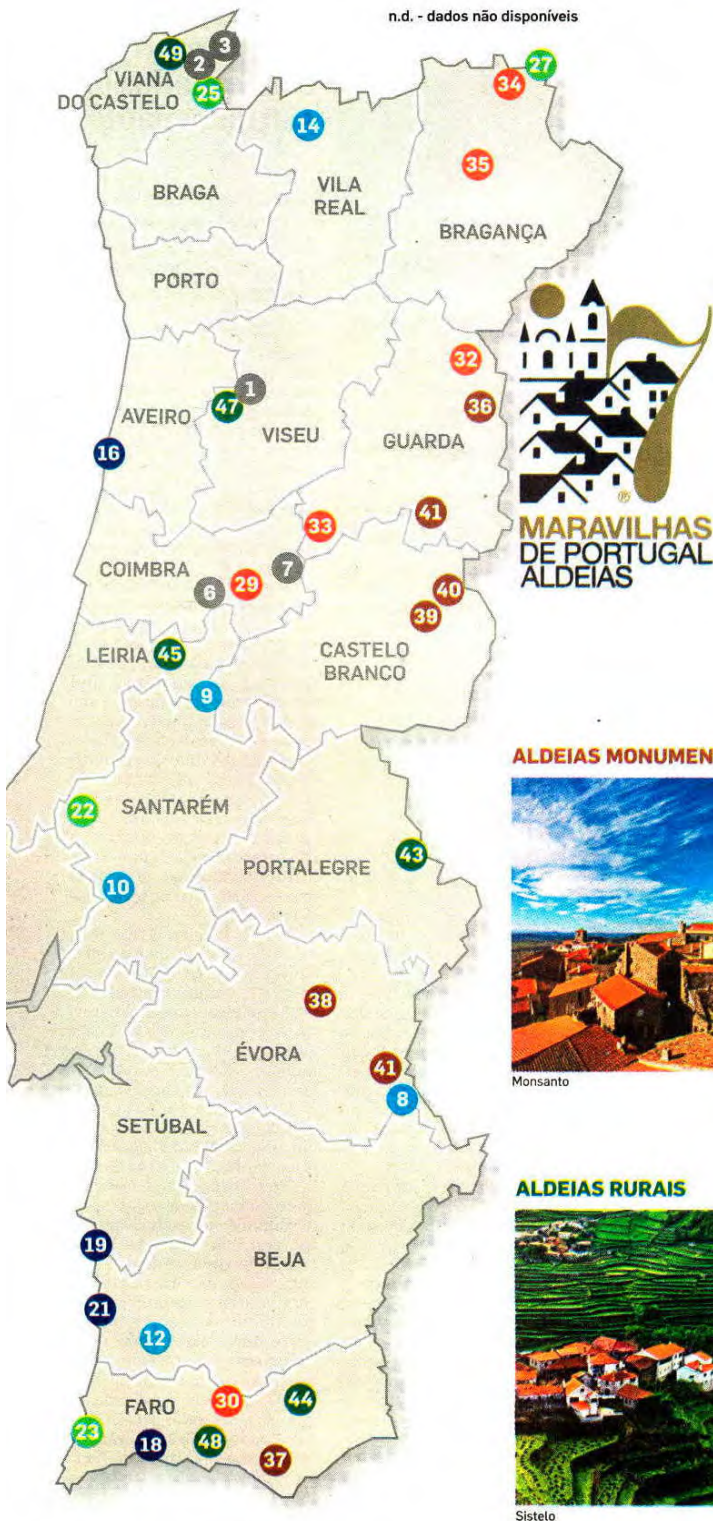 n.d. - dados não disponíveis
3
49
2
27
VIANA
DO CASTELO
25
34
14
35
BRAGA
VILA
REAL
BRAGANÇA
PORTO
32
1
47
36
AVEIRO
VISEU
GUARDA
16
41
33
®
MARAVILHAS
DE PORTUGAL
ALDEIAS
COIMBRA
7
29
6
40
39
LEIRIA
45
CASTELO
BRANCO
9
ALDEIAS MONUMEN
22
SANTARÉM
43
PORTALEGRE
10
38
ÉVORA
41
8
Monsanto
SETÚBAL
ALDEIAS RURAIS
19
BEJA
21
12
30
44
FARO
23
18
48
37
Sistelo